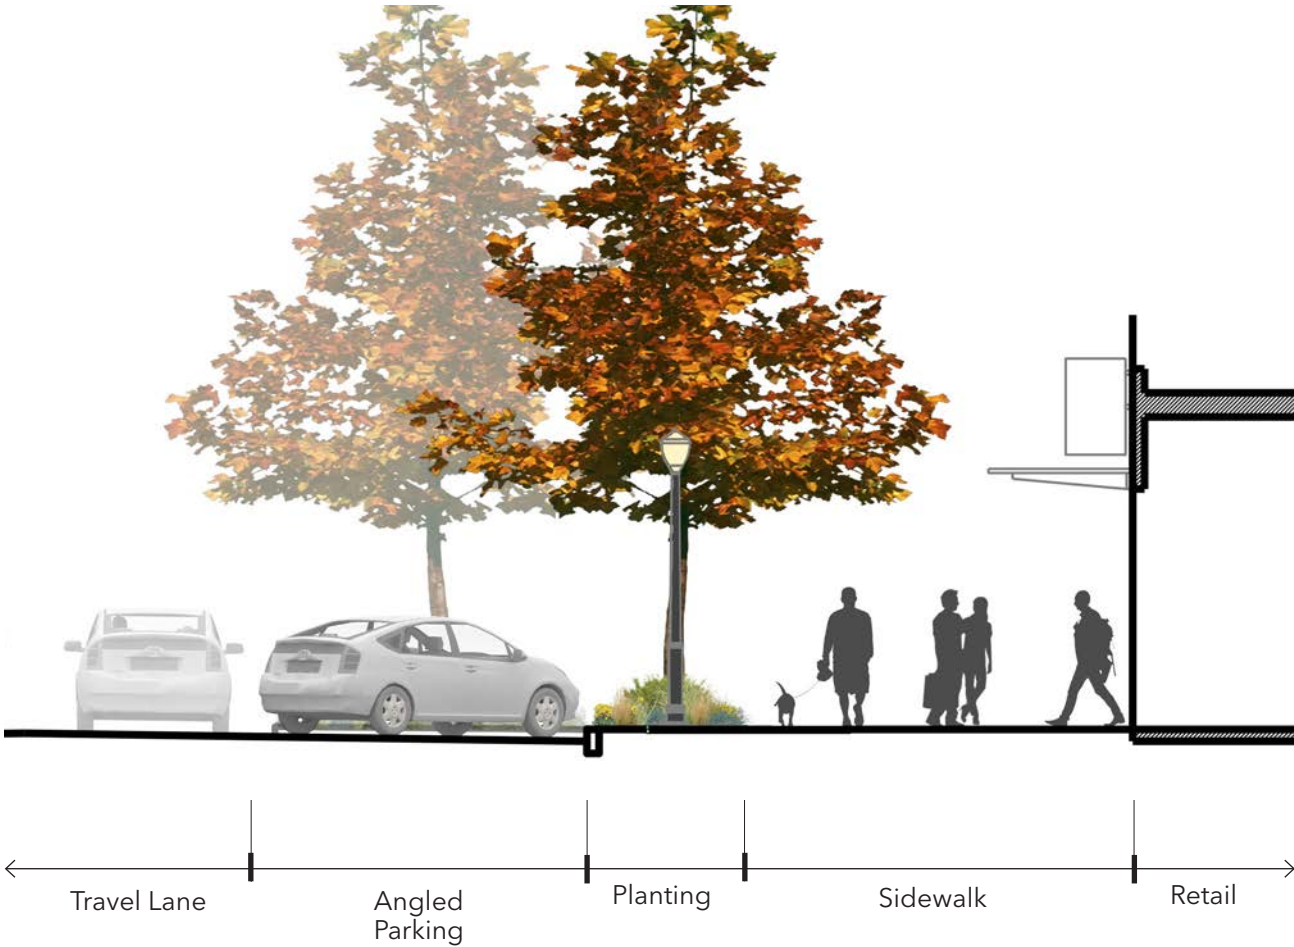 Travel Lane
Angled
Parking
Planting
Sidewalk
Retail